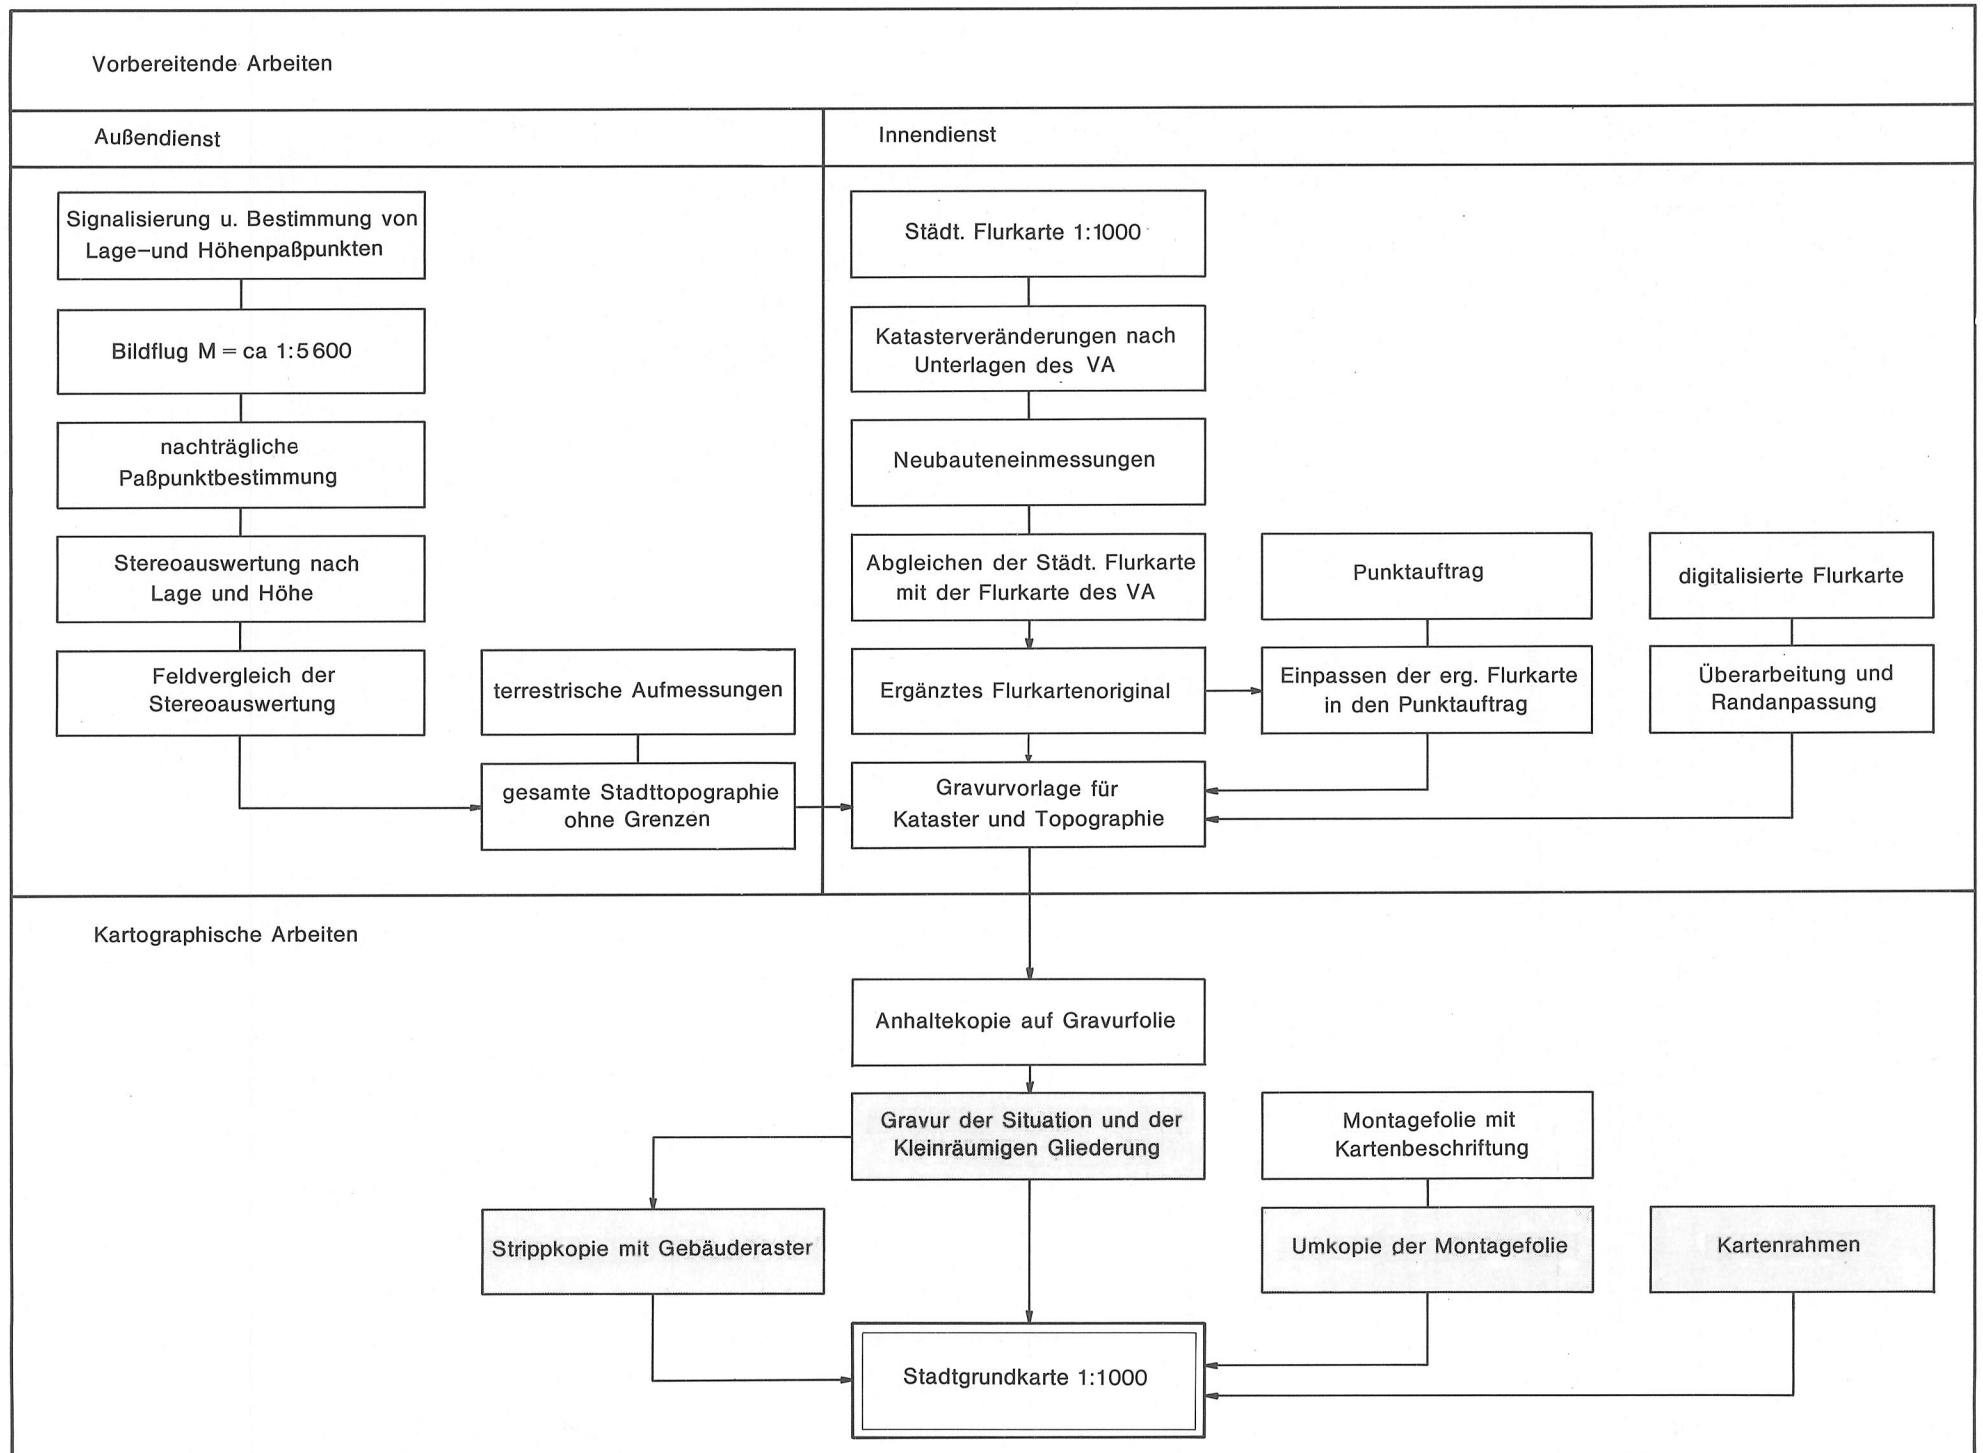 Vorbereitende Arbeiten
Außendienst
Innendienst
Signalisierung u. Bestimmung von
Lage-und Höhenpaßpunkten
Bildflug M = ca 1:5600
nachträgliche
Paßpunktbestimmung
Stereoauswertung nach
Lage und Höhe
Feldvergleich der
Stereoauswertung
terrestrische Aufmessungen
gesamte Stadttopographie
ohne Grenzen
Städt. Flurkarte 1:1000
Katasterveränderungen nach
Unterlagen des VA
Neubauteneinmessungen
Abgleichen der Städt. Flurkarte
mit der Flurkarte des VA
Ergänztes Flurkartenoriginal
Gravurvorlage für
Kataster und Topographie
Punktauftrag
Einpassen der erg. Flurkarte
in den Punktauftrag
digitalisierte Flurkarte
Überarbeitung und
Randanpassung
Kartographische Arbeiten
Anhaltekopie auf Gravurfolie
Gravur der Situation und der
Kleinräumigen Gliederung
Montagefolie mit
Kartenbeschriftung
Strippkopie mit Gebäuderaster
Umkopie der Montagefolie
Kartenrahmen
Stadtgrundkarte 1:1000